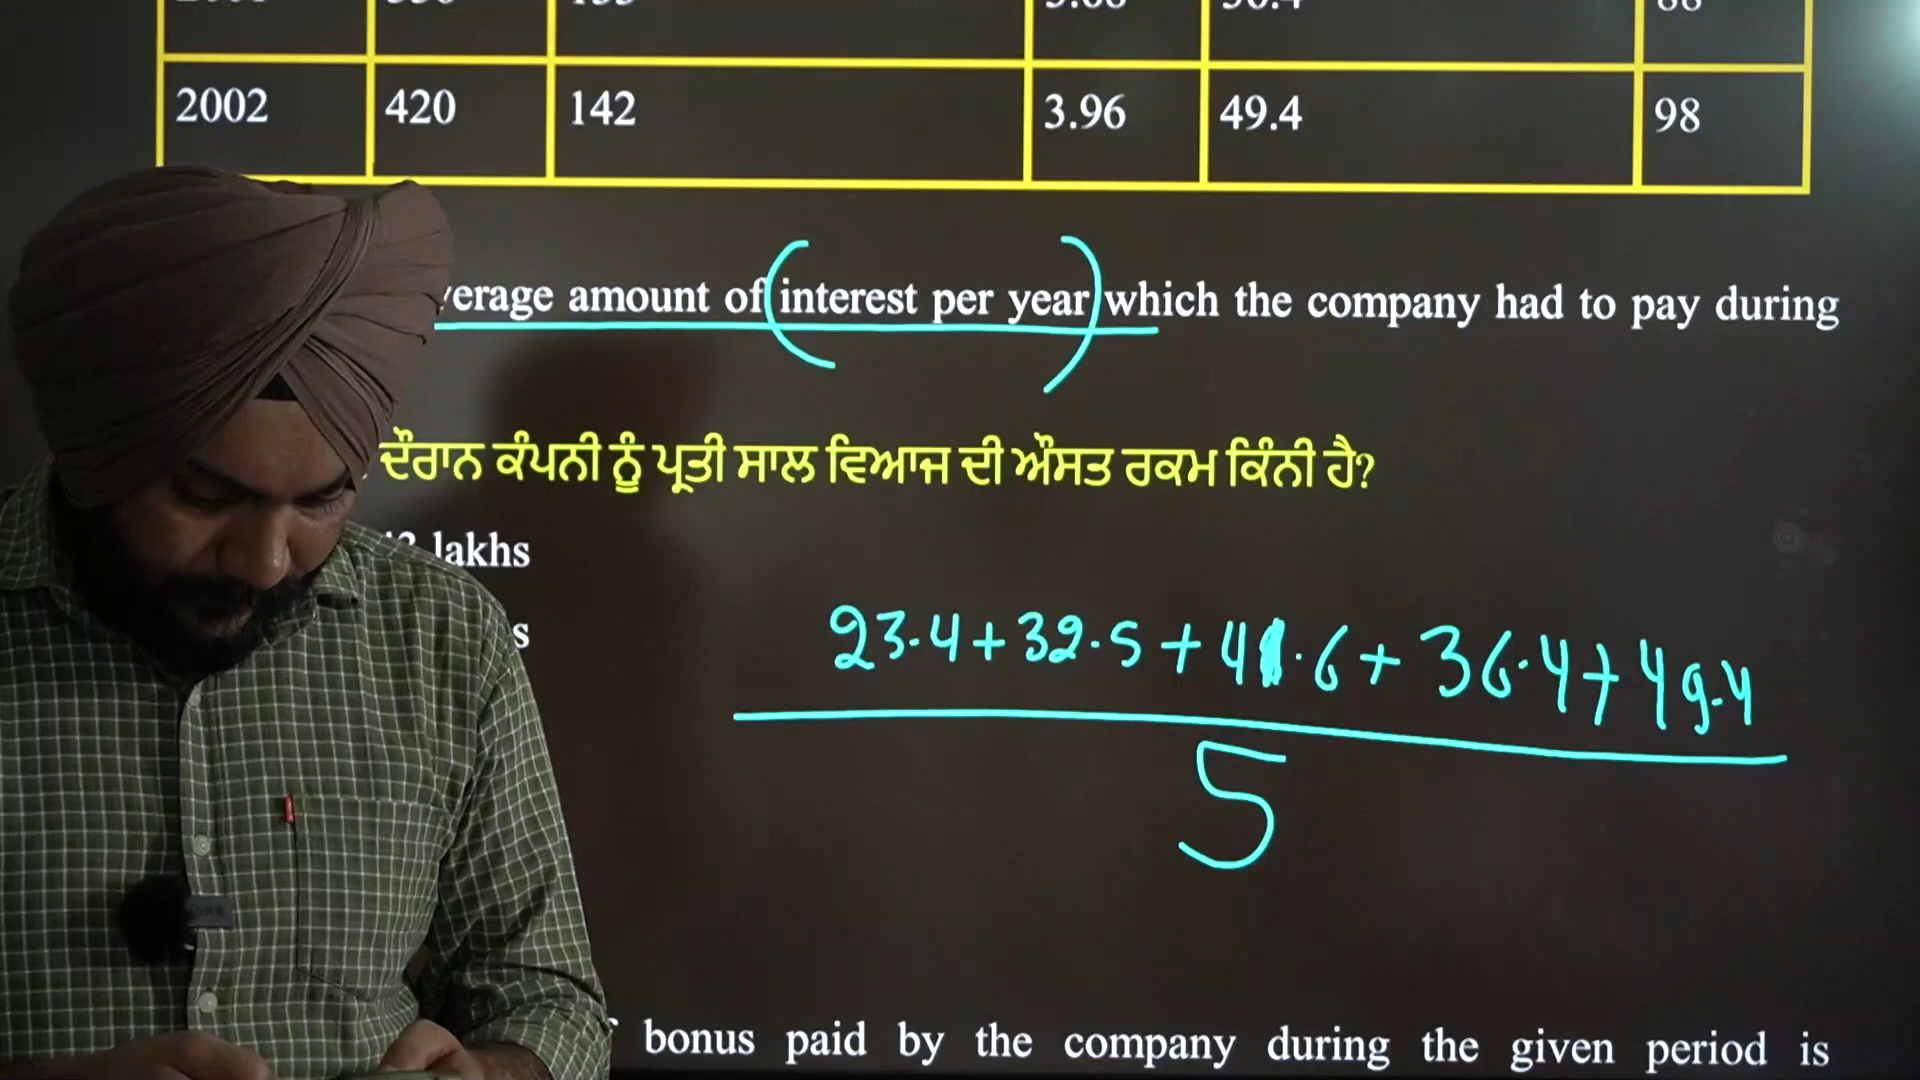 2002 420 142 3.96 49.4 98
amount of interest per year which the company had to pay during
ਦੌਰਾਨ ਕੰਪਨੀ ਨੂੰ ਪ੍ਰਤੀ ਸਾਲ ਵਿਆਜ ਦੀ ਔਸਤ ਰਕਮ ਕਿੰਨੀ ਹੈ?
lakhs
23.4+32.5+41.6+36.4+49.4
5
bonus paid by the company during the given period is